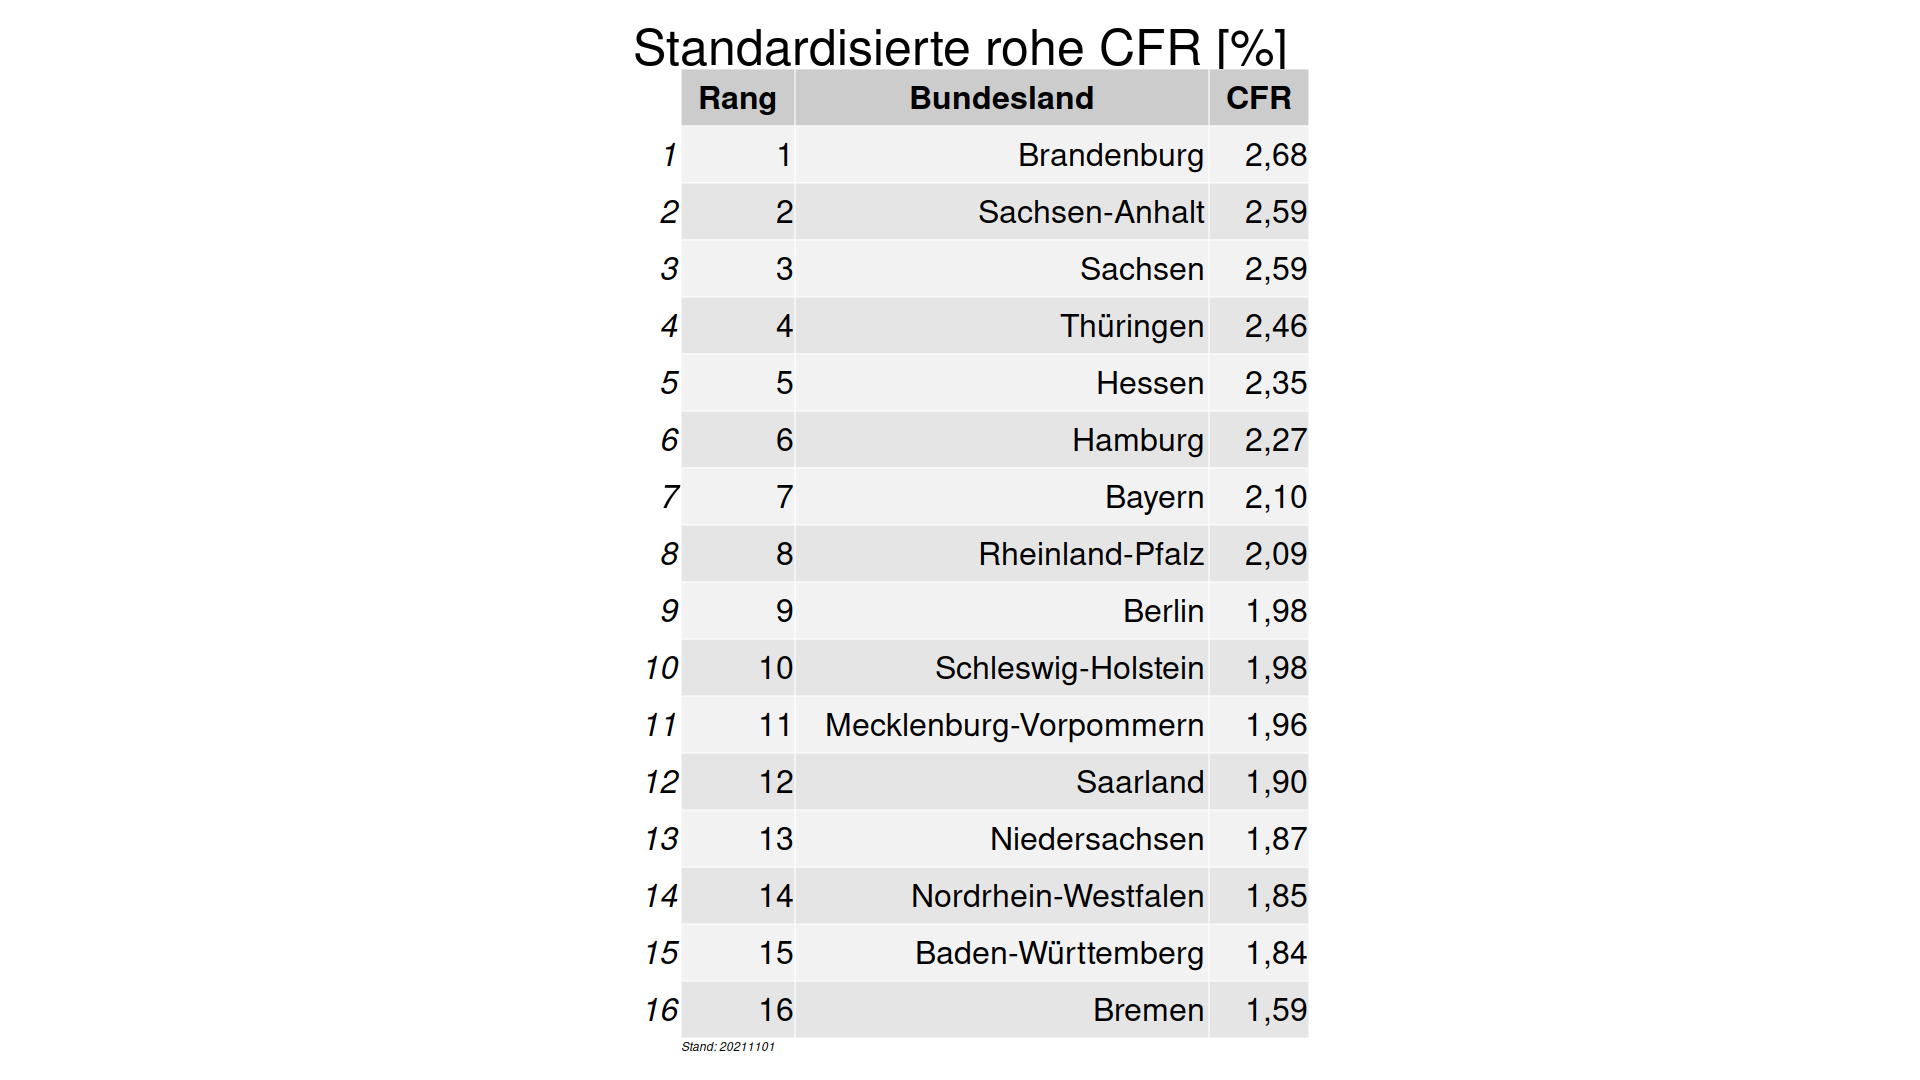 Standardisierte rohe CFR [%]
Rang Bundesland CFR
1 1 Brandenburg 2,68
2 2 Sachsen-Anhalt 2,59
3 3 Sachsen 2,59
4 4 Thüringen 2,46
5 5 Hessen 2,35
6 6 Hamburg 2,27
7 7 Bayern 2,10
8 8 Rheinland-Pfalz 2,09
9 9 Berlin 1,98
10 10 Schleswig-Holstein 1,98
11 11 Mecklenburg-Vorpommern 1,96
12 12 Saarland 1,90
13 13 Niedersachsen 1,87
14 14 Nordrhein-Westfalen 1,85
15 15 Baden-Württemberg 1,84
16 16 Bremen 1,59
Stand: 20211101